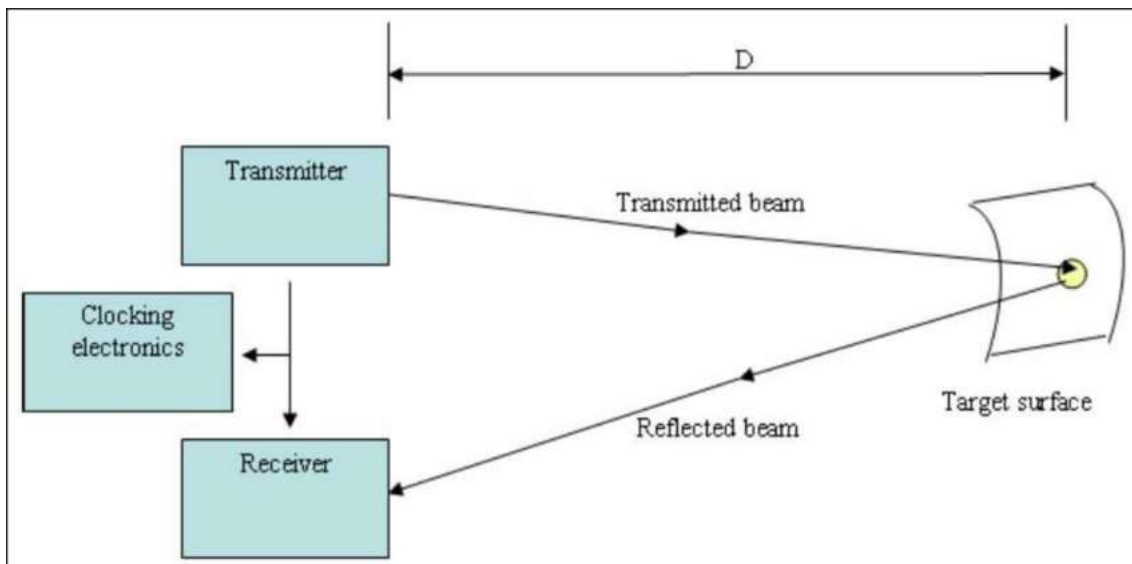 D
Transmitter
Transmitted beam
Clocking
electronics
Target surface
Reflected beam
Receiver